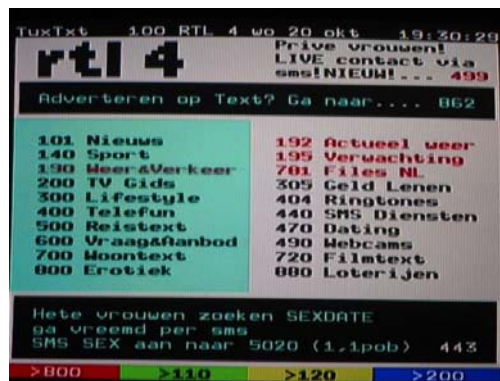 TuxTxt 100 RTL 4 wo 20 okt 19:30:29
rtl 4
Prive vrouwen!
LIVE contact via
sms!NIEUW!... 499
Adverteren op Text? Ga naar.... 862
101 Nieuws
140 Sport
190 Weer&Verkeer
200 TV Gids
300 Lifestyle
400 Telefun
500 Reistext
600 Vraag&Aanbod
700 Woontext
800 Erotiek
192 Actueel weer
195 Verwachting
701 Files NL
305 Geld Lenen
404 Ringtones
440 SMS Diensten
470 Dating
490 Webcams
720 Filmtext
880 Loterijen
Hete vrouwen zoeken SEXDATE
ga vreemd per sms
SMS SEX aan naar 5020 (1,1pob) 443
>800 >110 >120 >200